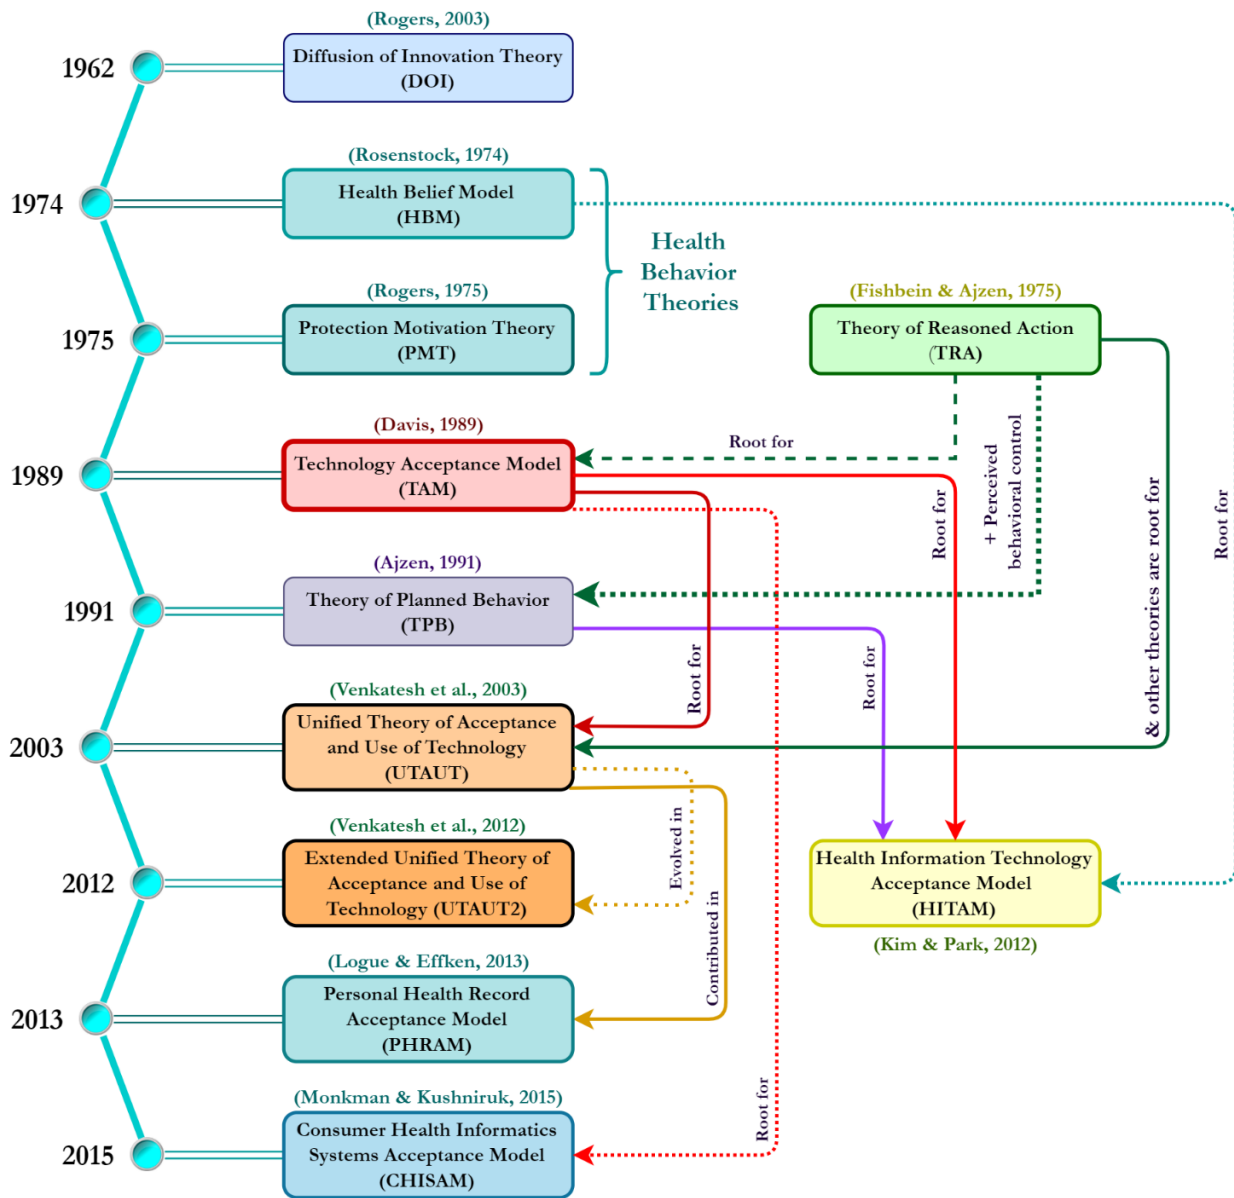 (Rogers, 2003)
1962
Diffusion of Innovation Theory
(DOI)
(Rosenstock, 1974)
1974
Health Belief Model
(HBM)
Health
Behavior
Theories
(Rogers, 1975)
1975
Protection Motivation Theory
(PMT)
(Fishbein & Ajzen, 1975)
Theory of Reasoned Action
(TRA)
(Davis, 1989)
1989
Technology Acceptance Model
(TAM)
Root for
Root for
+ Perceived
behavioral control
& other theories are root for
Root for
(Ajzen, 1991)
1991
Theory of Planned Behavior
(TPB)
Root for
Root for
(Venkatesh et al., 2003)
2003
Unified Theory of Acceptance
and Use of Technology
(UTAUT)
(Venkatesh et al., 2012)
2012
Extended Unified Theory of
Acceptance and Use of
Technology (UTAUT2)
Evolved in
Contributed in
Health Information Technology
Acceptance Model
(HITAM)
(Kim & Park, 2012)
(Logue & Effken, 2013)
2013
Personal Health Record
Acceptance Model
(PHRAM)
Root for
(Monkman & Kushniruk, 2015)
2015
Consumer Health Informatics
Systems Acceptance Model
(CHISAM)